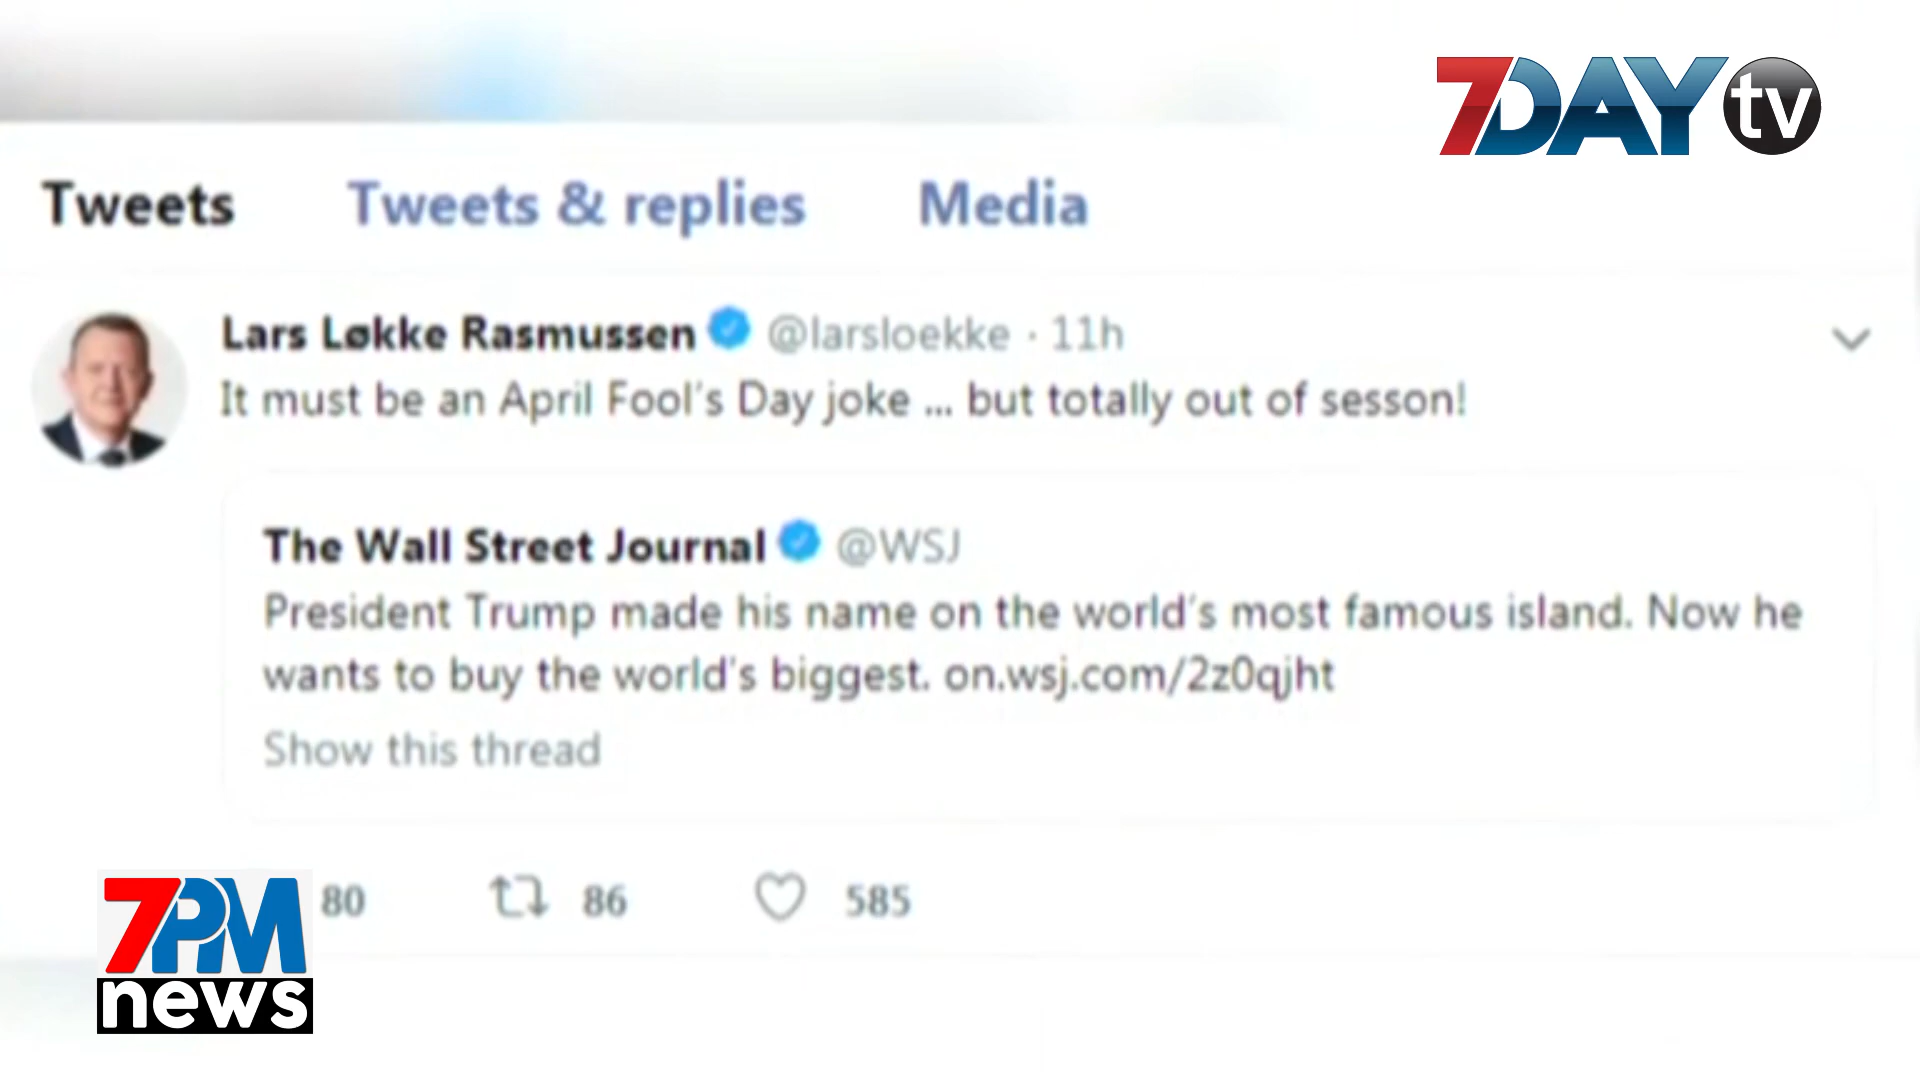 7DAY tv
Tweets Tweets & replies Media
Lars Løkke Rasmussen @larsloekke · 11h
It must be an April Fool's Day joke ... but totally out of sesson!
The Wall Street Journal @WSJ
President Trump made his name on the world's most famous island. Now he
wants to buy the world's biggest. on.wsj.com/2z0qjht
Show this thread
80 86 585
7PM
news